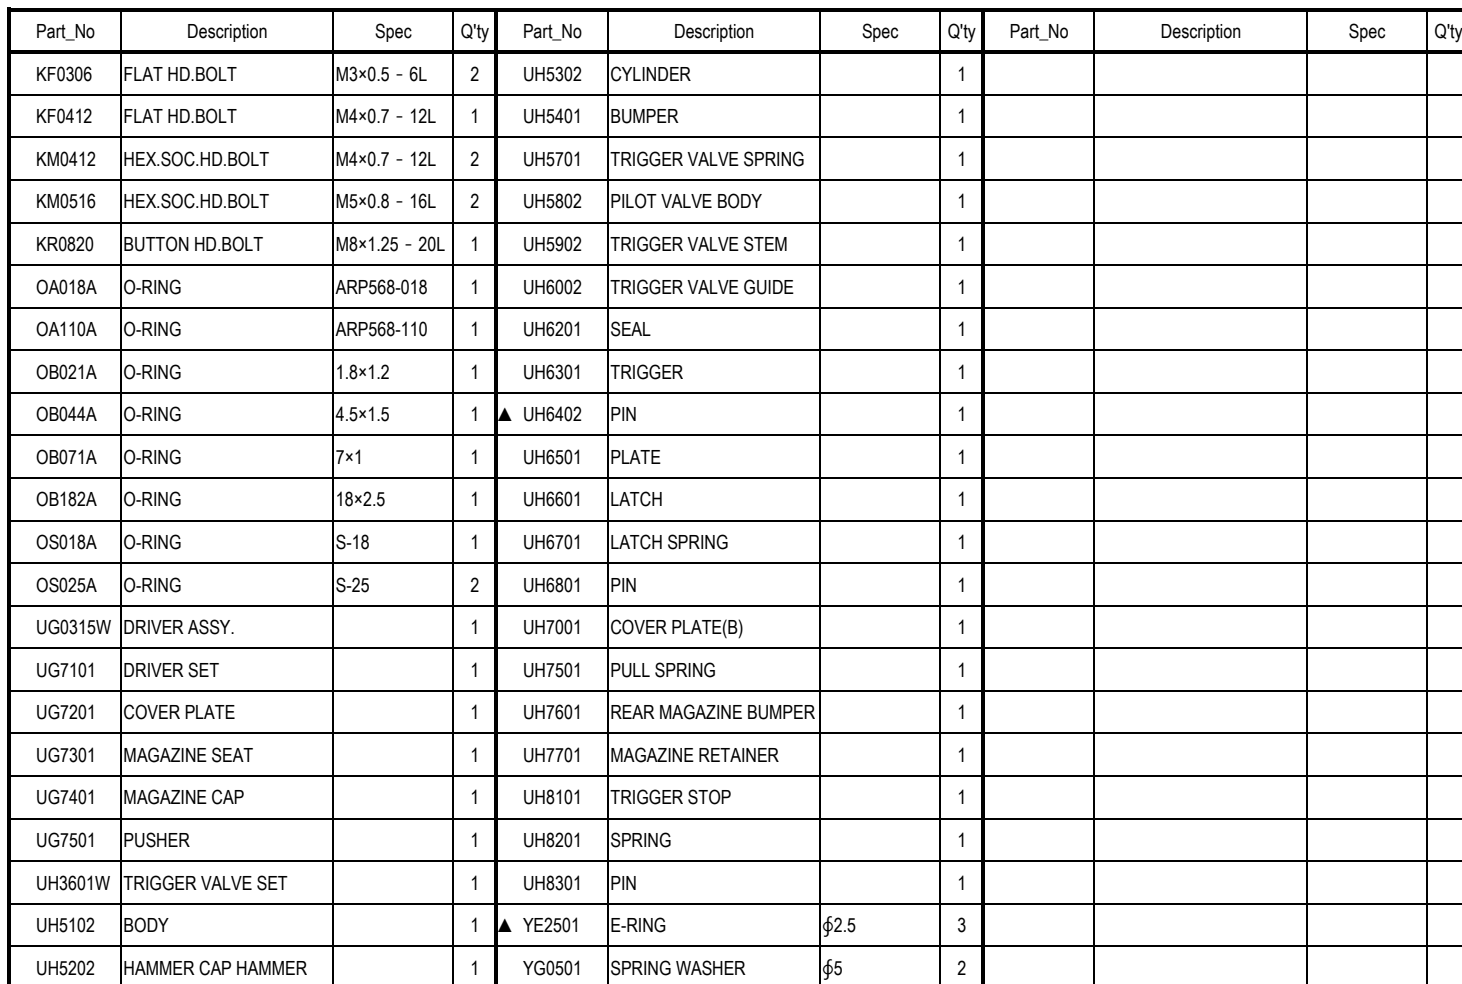 Part_No Description Spec Q'ty Part_No Description Spec Q'ty Part_No Description Spec Q'ty
KF0306 FLAT HD.BOLT M3×0.5－6L 2 UH5302 CYLINDER 1
KF0412 FLAT HD.BOLT M4×0.7－12L 1 UH5401 BUMPER 1
KM0412 HEX.SOC.HD.BOLT M4×0.7－12L 2 UH5701 TRIGGER VALVE SPRING 1
KM0516 HEX.SOC.HD.BOLT M5×0.8－16L 2 UH5802 PILOT VALVE BODY 1
KR0820 BUTTON HD.BOLT M8×1.25－20L 1 UH5902 TRIGGER VALVE STEM 1
OA018A O-RING ARP568-018 1 UH6002 TRIGGER VALVE GUIDE 1
OA110A O-RING ARP568-110 1 UH6201 SEAL 1
OB021A O-RING 1.8×1.2 1 UH6301 TRIGGER 1
OB044A O-RING 4.5×1.5 1 ▲ UH6402 PIN 1
OB071A O-RING 7×1 1 UH6501 PLATE 1
OB182A O-RING 18×2.5 1 UH6601 LATCH 1
OS018A O-RING S-18 1 UH6701 LATCH SPRING 1
OS025A O-RING S-25 2 UH6801 PIN 1
UG0315W DRIVER ASSY. 1 UH7001 COVER PLATE(B) 1
UG7101 DRIVER SET 1 UH7501 PULL SPRING 1
UG7201 COVER PLATE 1 UH7601 REAR MAGAZINE BUMPER 1
UG7301 MAGAZINE SEAT 1 UH7701 MAGAZINE RETAINER 1
UG7401 MAGAZINE CAP 1 UH8101 TRIGGER STOP 1
UG7501 PUSHER 1 UH8201 SPRING 1
UH3601W TRIGGER VALVE SET 1 UH8301 PIN 1
UH5102 BODY 1 ▲ YE2501 E-RING ∮2.5 3
UH5202 HAMMER CAP HAMMER 1 YG0501 SPRING WASHER ∮5 2